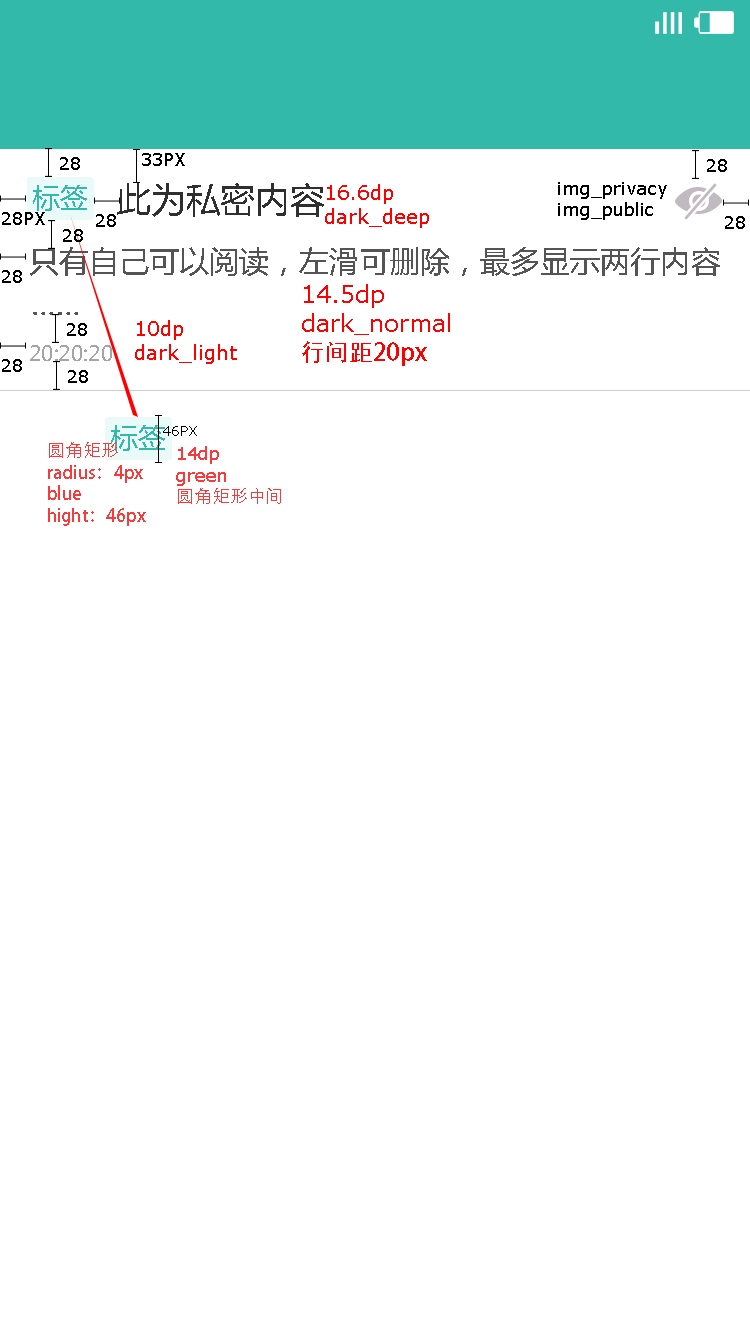 28
33PX
28
标签
此为私密内容
16.6dp
dark_deep
img_privacy
img_public
28PX
28
28
28
只有自己可以阅读，左滑可删除，最多显示两行内容
······
28
14.5dp
dark_normal
行间距20px
28
10dp
dark_light
20:20:20
28
28
标签
46PX
圆角矩形
radius：4px
blue
hight：46px
14dp
green
圆角矩形中间